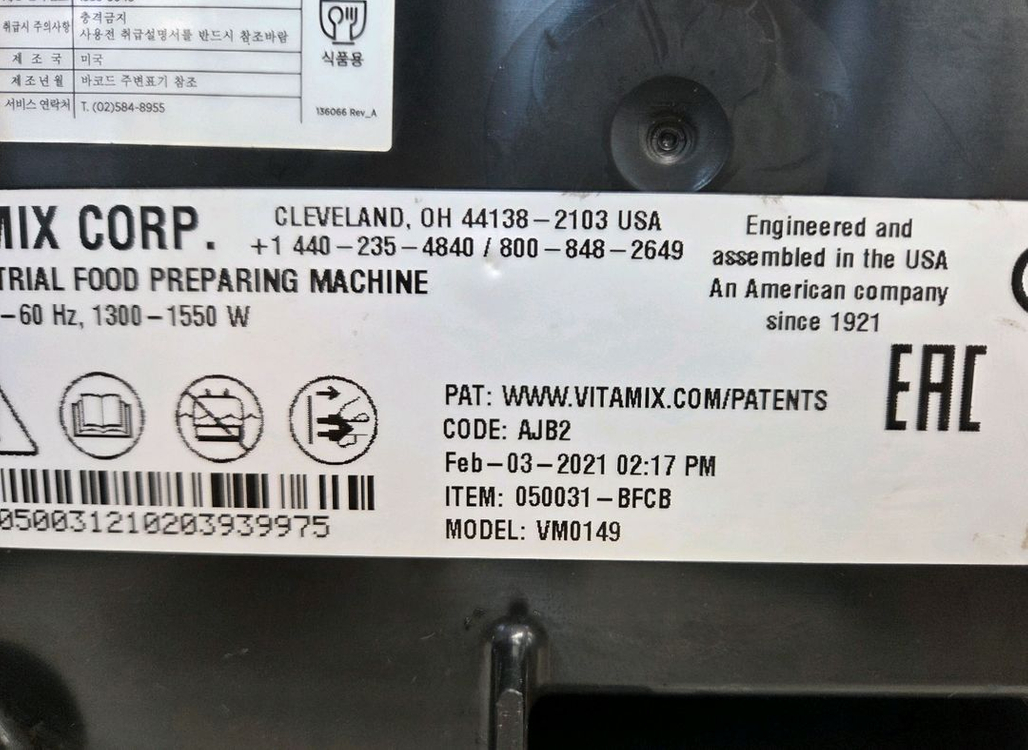 취급시 주의사항
충격금지
사용전 취급설명서를 반드시 참조바람
제 조 국 미국
제 조 년 월 바코드 주변표기 참조
서비스 연락처 T. (02)584-8955
식품용
136066 Rev_A
MIX CORP.
CLEVELAND, OH 44138-2103 USA
+1 440-235-4840 / 800-848-2649
TRIAL FOOD PREPARING MACHINE
-60 Hz, 1300-1550 W
Engineered and
assembled in the USA
An American company
since 1921
EAC
PAT: WWW.VITAMIX.COM/PATENTS
CODE: AJB2
Feb-03-2021 02:17 PM
ITEM: 050031-BFCB
MODEL: VM0149
050031210203939975